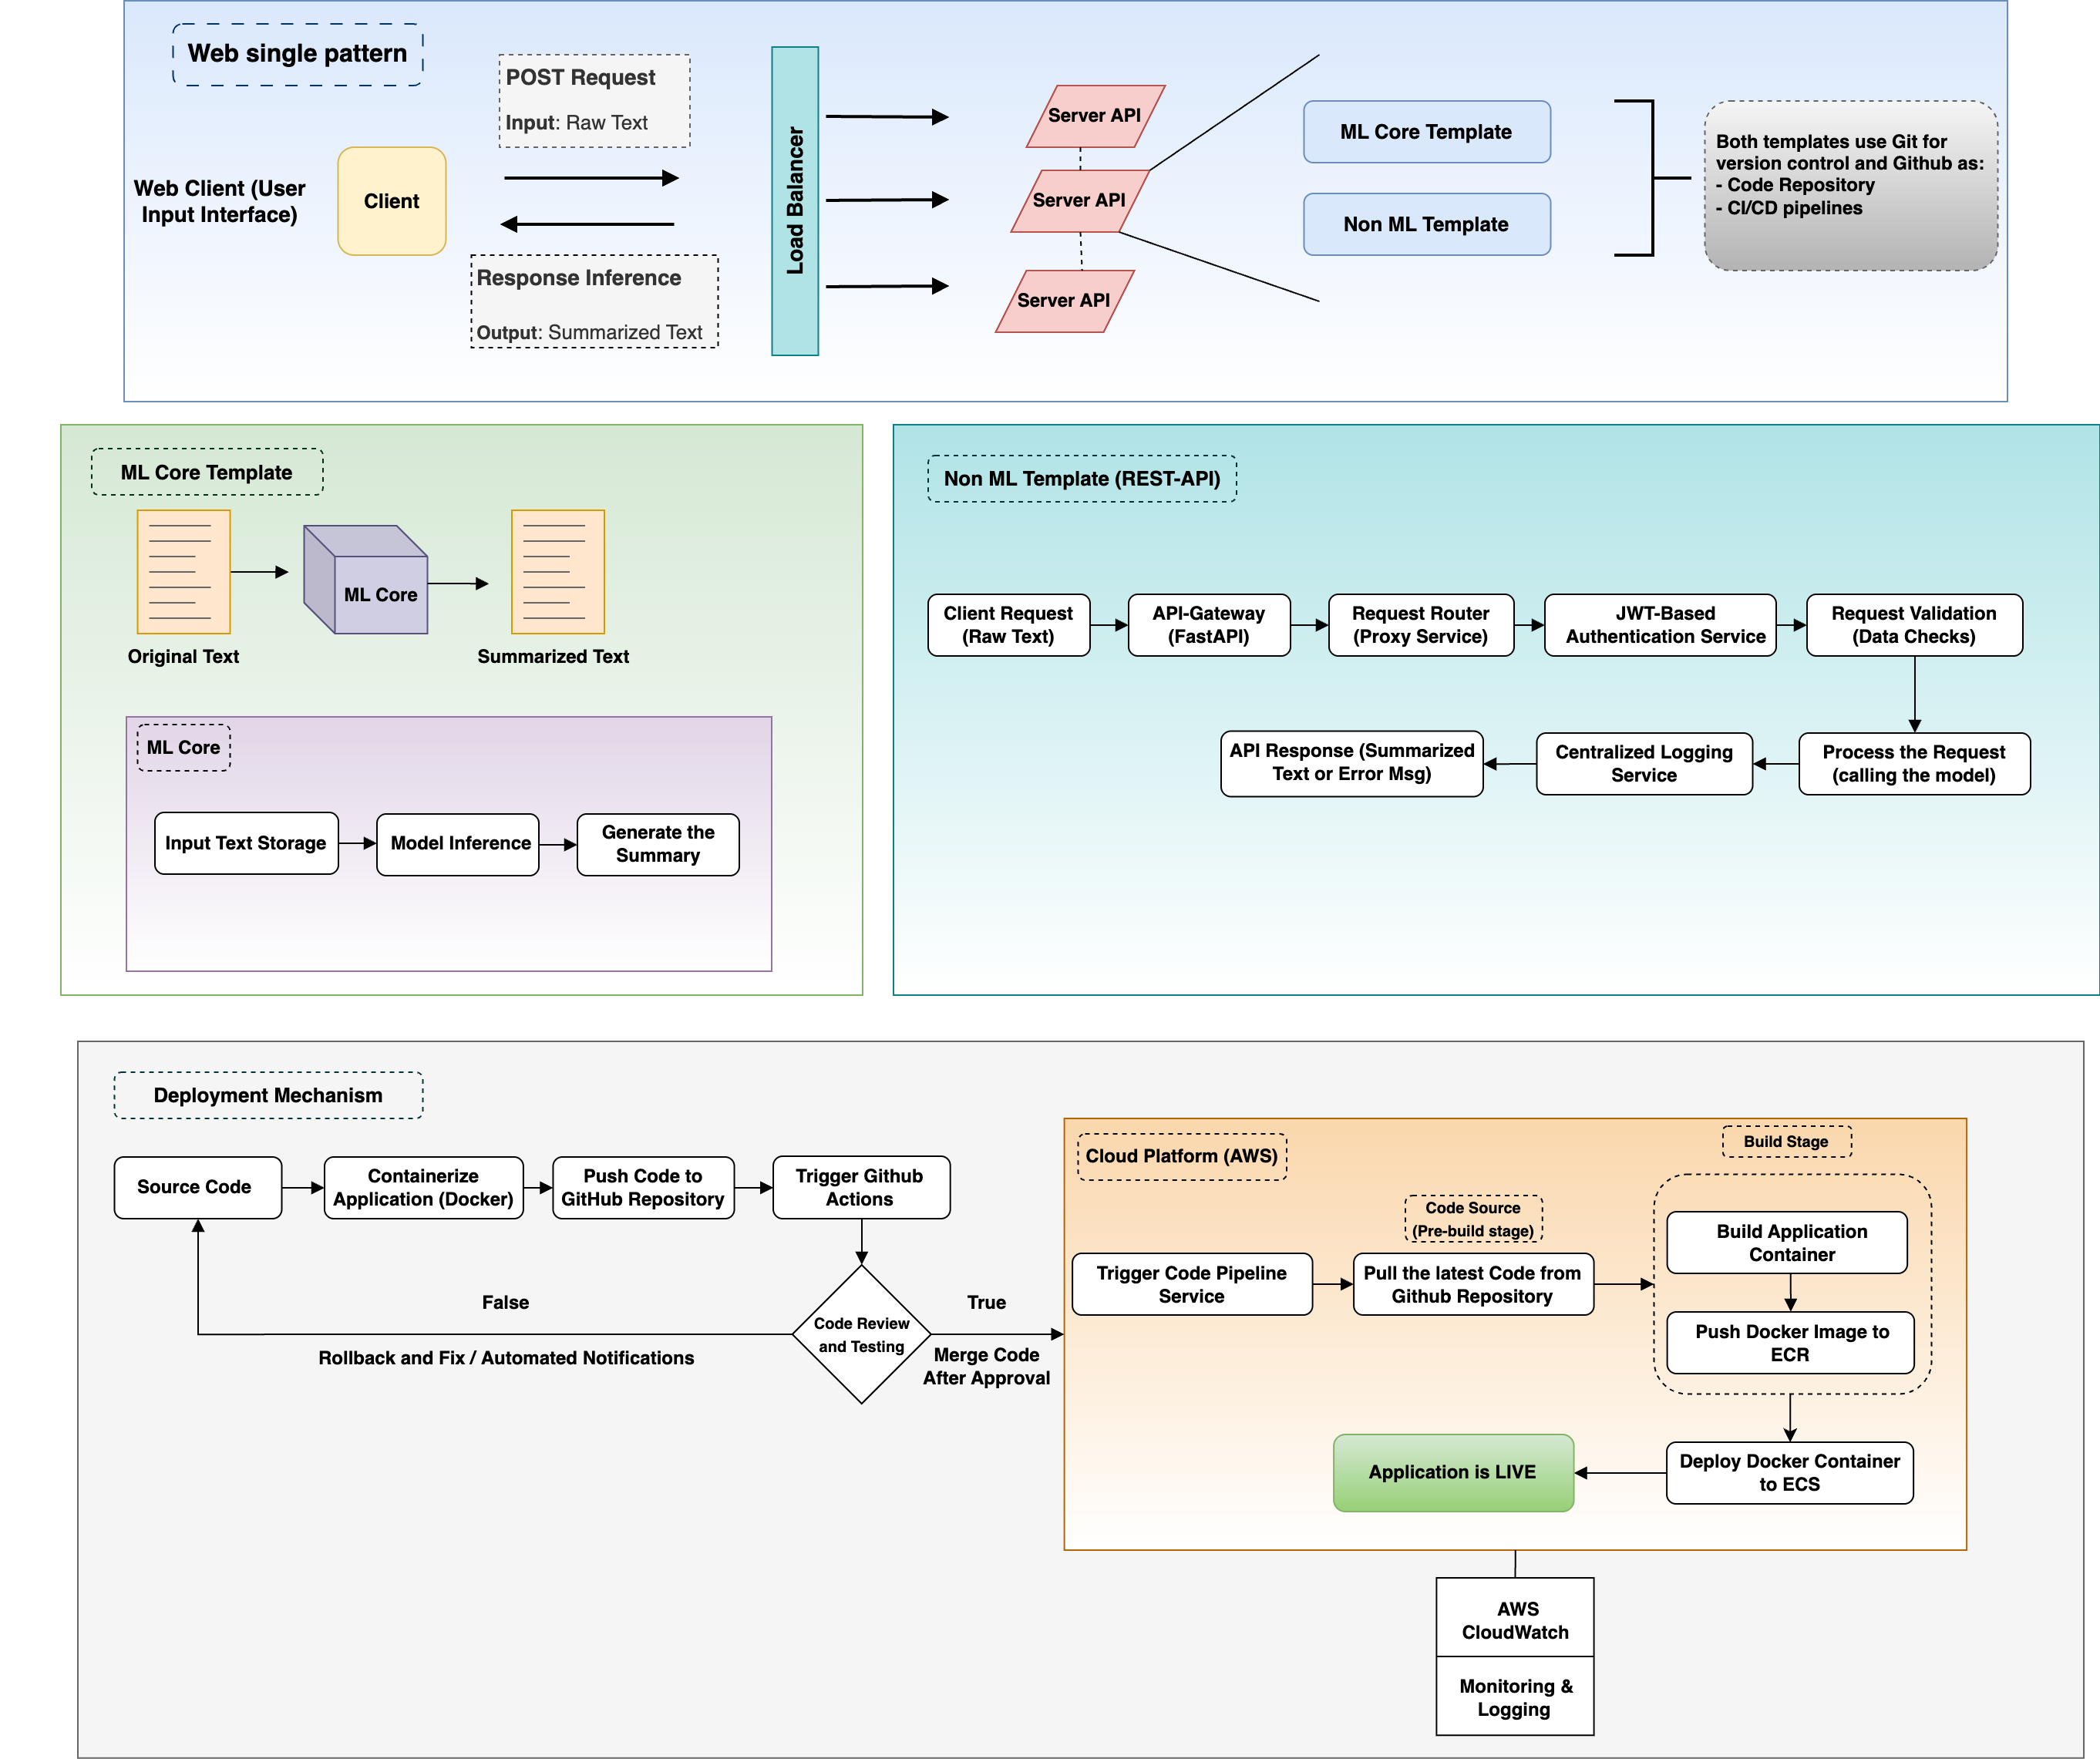 Web single pattern
POST Request
Input: Raw Text
Web Client (User
Input Interface)
Client
Response Inference
Output: Summarized Text
Load Balancer
Server API
Server API
Server API
ML Core Template
Non ML Template
Both templates use Git for
version control and Github as:
- Code Repository
- CI/CD pipelines
ML Core Template
Original Text
ML Core
Summarized Text
ML Core
Input Text Storage
Model Inference
Generate the
Summary
Non ML Template (REST-API)
Client Request
(Raw Text)
API-Gateway
(FastAPI)
Request Router
(Proxy Service)
JWT-Based
Authentication Service
Request Validation
(Data Checks)
Process the Request
(calling the model)
Centralized Logging
Service
API Response (Summarized
Text or Error Msg)
Deployment Mechanism
Source Code
Containerize
Application (Docker)
Push Code to
GitHub Repository
Trigger Github
Actions
Code Review
and Testing
False
Rollback and Fix / Automated Notifications
True
Merge Code
After Approval
Cloud Platform (AWS)
Trigger Code Pipeline
Service
Code Source
(Pre-build stage)
Pull the latest Code from
Github Repository
Build Stage
Build Application
Container
Push Docker Image to
ECR
Deploy Docker Container
to ECS
Application is LIVE
AWS
CloudWatch
Monitoring &
Logging